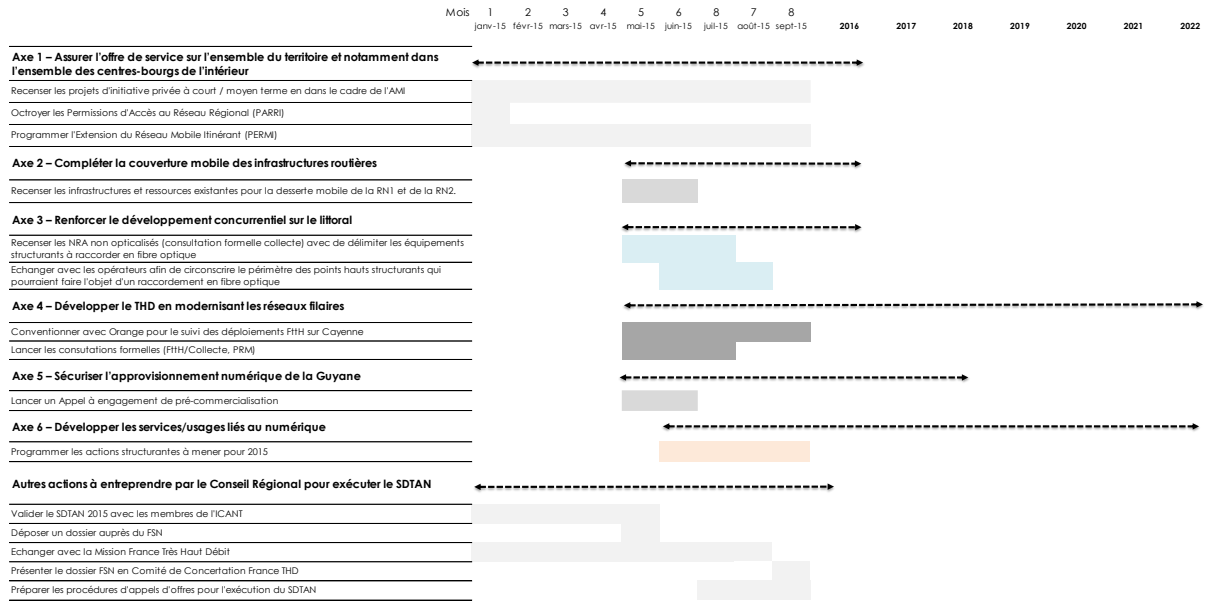 Mois 1 2 3 4 5 6 8 7 8
janv-15 févr-15 mars-15 avr-15 mai-15 juin-15 juil-15 août-15 sept-15 2016 2017 2018 2019 2020 2021 2022
Axe 1 – Assurer l'offre de service sur l'ensemble du territoire et notamment dans
l'ensemble des centres-bourgs de l'intérieur
Recenser les projets d'initiative privée à court / moyen terme en dans le cadre de l'AMI
Octroyer les Permissions d'Accès au Réseau Régional (PARRI)
Programmer l'Extension du Réseau Mobile Itinérant (PERMI)
Axe 2 – Compléter la couverture mobile des infrastructures routières
Recenser les infrastructures et ressources existantes pour la desserte mobile de la RN1 et de la RN2.
Axe 3 – Renforcer le développement concurrentiel sur le littoral
Recenser les NRA non opticalisés (consultation formelle collecte) avec de délimiter les équipements
structurants à raccorder en fibre optique
Echanger avec les opérateurs afin de circonscrire le périmètre des points hauts structurants qui
pourraient faire l'objet d'un raccordement en fibre optique
Axe 4 – Développer le THD en modernisant les réseaux filaires
Conventionner avec Orange pour le suivi des déploiements FttH sur Cayenne
Lancer les consutations formelles (FttH/Collecte, PRM)
Axe 5 – Sécuriser l'approvisionnement numérique de la Guyane
Lancer un Appel à engagement de pré-commercialisation
Axe 6 – Développer les services/usages liés au numérique
Programmer les actions structurantes à mener pour 2015
Autres actions à entreprendre par le Conseil Régional pour exécuter le SDTAN
Valider le SDTAN 2015 avec les membres de l'ICANT
Déposer un dossier auprès du FSN
Echanger avec la Mission France Très Haut Débit
Présenter le dossier FSN en Comité de Concertation France THD
Préparer les procédures d'appels d'offres pour l'exécution du SDTAN